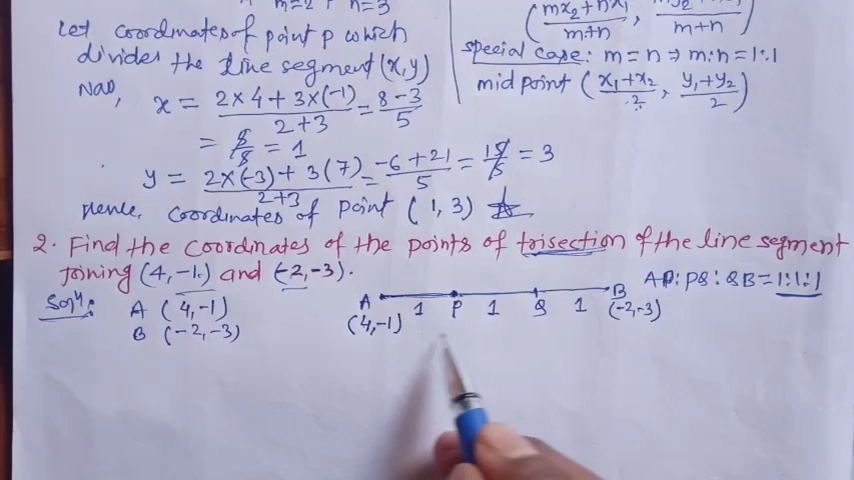 m=2, n=3
Let coordinates of point P which
divides the line segment (x,y)
Now,
x = 2×4+3×(-1)/2+3 = 8-3/5
= 5/5 = 1
y = 2×(-3)+3(7)/2+3 = -6+21/5 = 15/5 = 3
Hence, coordinates of point (1,3)
(mx₂+nx₁/m+n, my₂+ny₁/m+n)
special case: m=n ⇒ m:n=1:1
midpoint (x₁+x₂/2, y₁+y₂/2)
2. Find the coordinates of the points of trisection of the line segment
joining (4,-1) and (-2,-3).
Solⁿ: A (4,-1)
B (-2,-3)
A 1 P 1 Q 1 B
(4,-1) (-2,-3)
AP:PQ:QB=1:1:1